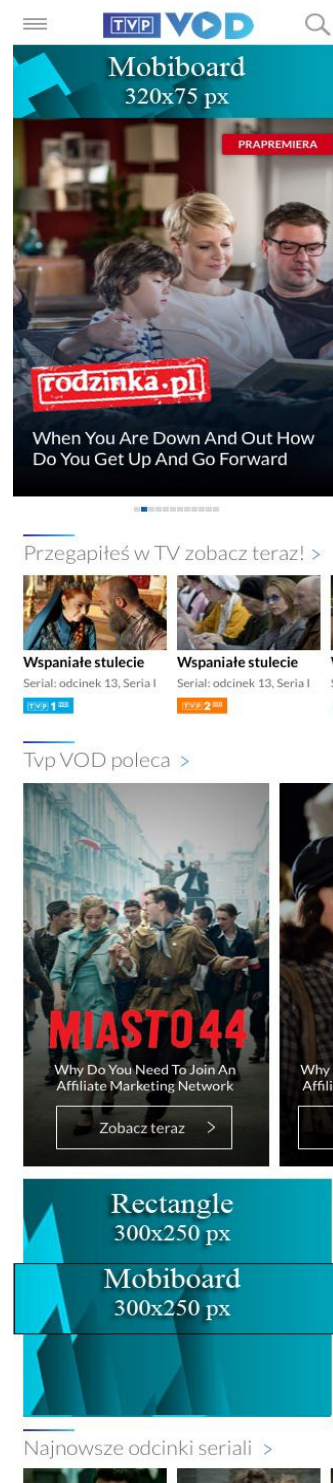 TVP VOD
Mobiboard
320x75 px
PRAPREMIERA
rodzinka.pl
When You Are Down And Out How
Do You Get Up And Go Forward
Przegapiłeś w TV zobacz teraz! >
Wspaniałe stulecie
Serial: odcinek 13, Seria I
TVP 1 HD
Wspaniałe stulecie
Serial: odcinek 13, Seria I
TVP 2 HD
Tvp VOD poleca >
MIASTO 44
Why Do You Need To Join An
Affiliate Marketing Network
Zobacz teraz >
Why
Affili
Rectangle
300x250 px
Mobiboard
300x250 px
Najnowsze odcinki seriali >